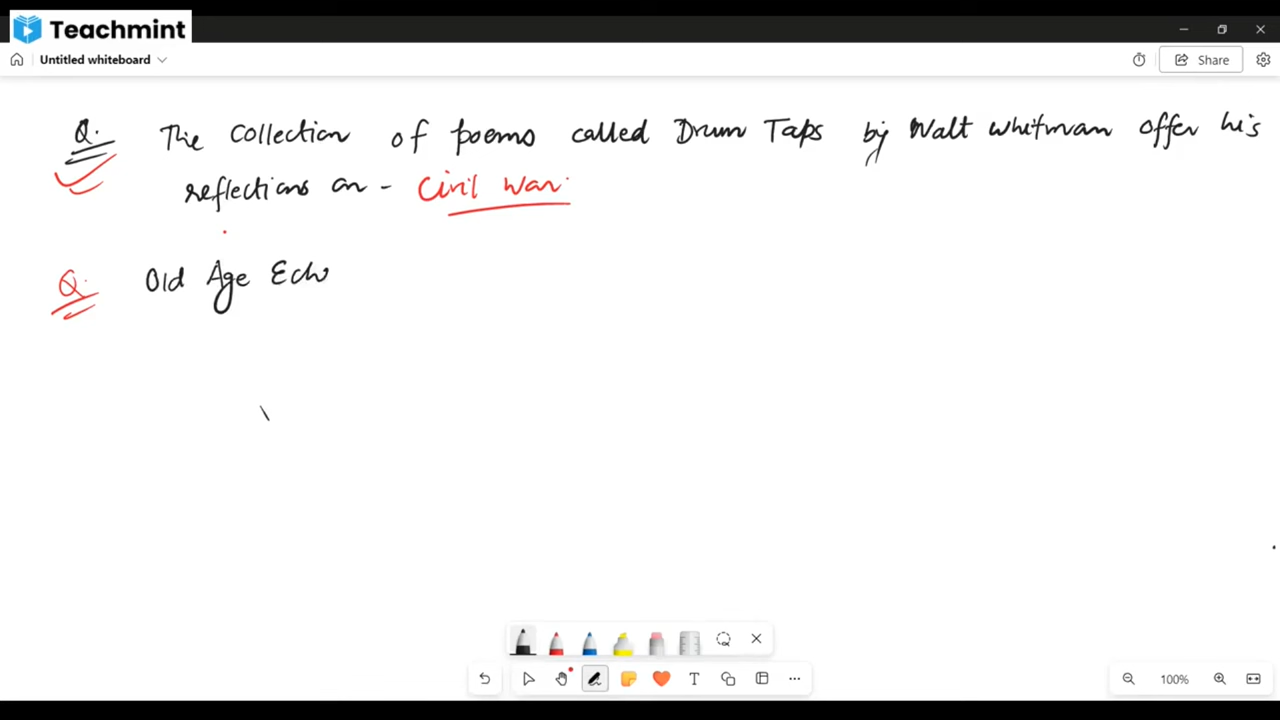 Teachmint
Untitled whiteboard
Share
Q. The Collection of poems called Drum Taps by Walt Whitman offer his
reflections on - Civil War.
Q. Old Age Echo
T
100%